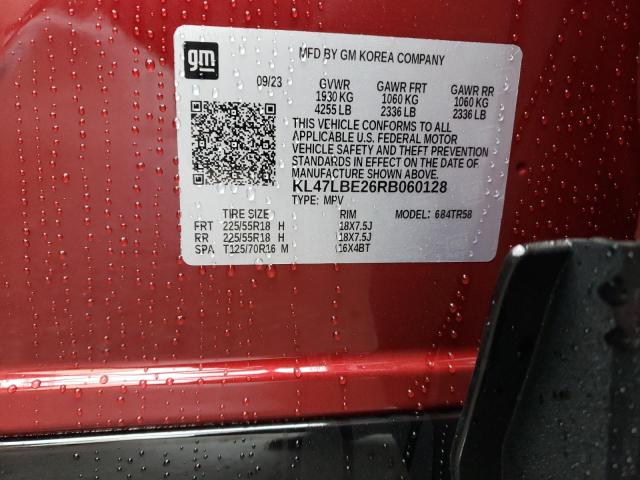 gm
MFD BY GM KOREA COMPANY
09/23 GVWR GAWR FRT GAWR RR
1930 KG 1060 KG 1060 KG
4255 LB 2336 LB 2336 LB
THIS VEHICLE CONFORMS TO ALL
APPLICABLE U.S. FEDERAL MOTOR
VEHICLE SAFETY AND THEFT PREVENTION
STANDARDS IN EFFECT ON THE DATE OF
MANUFACTURE SHOWN ABOVE.
KL47LBE26RB060128
TYPE: MPV
TIRE SIZE RIM MODEL: 684TR58
FRT 225/55R18 H 18X7.5J
RR 225/55R18 H 18X7.5J
SPA T125/70R16 M 16X4BT